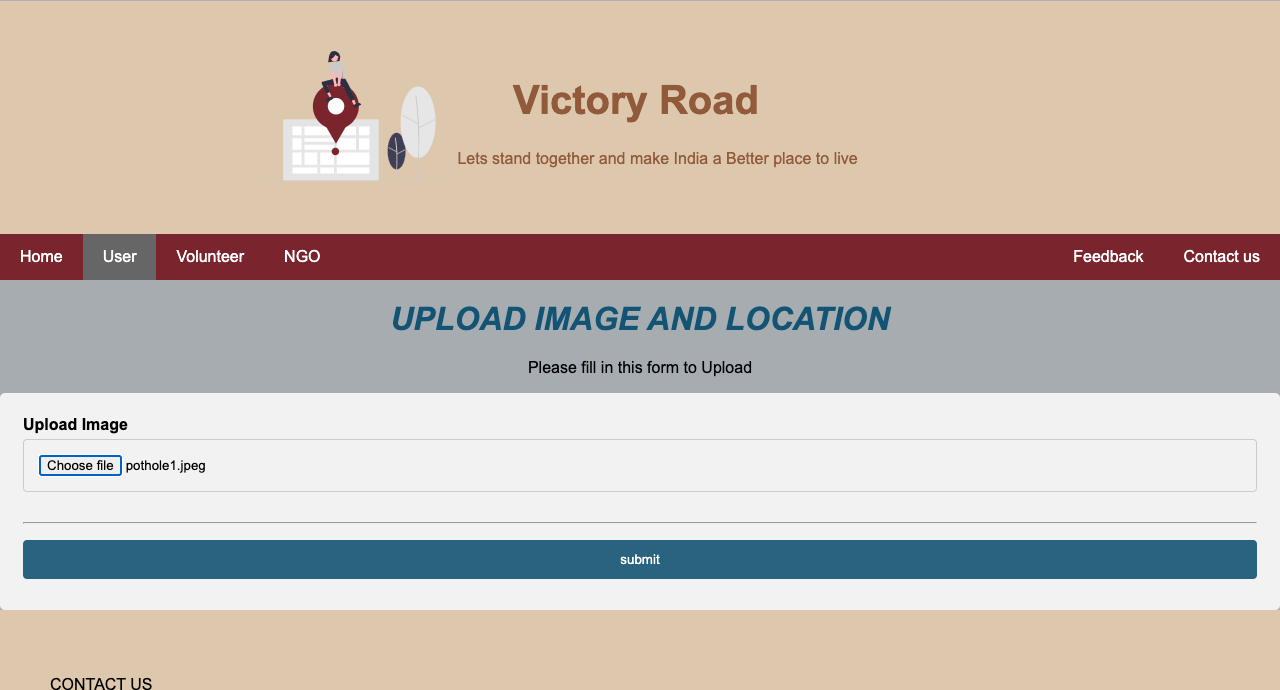 Victory Road
Lets stand together and make India a Better place to live
Home User Volunteer NGO Feedback Contact us
UPLOAD IMAGE AND LOCATION
Please fill in this form to Upload
Upload Image
Choose file pothole1.jpeg
submit
CONTACT US